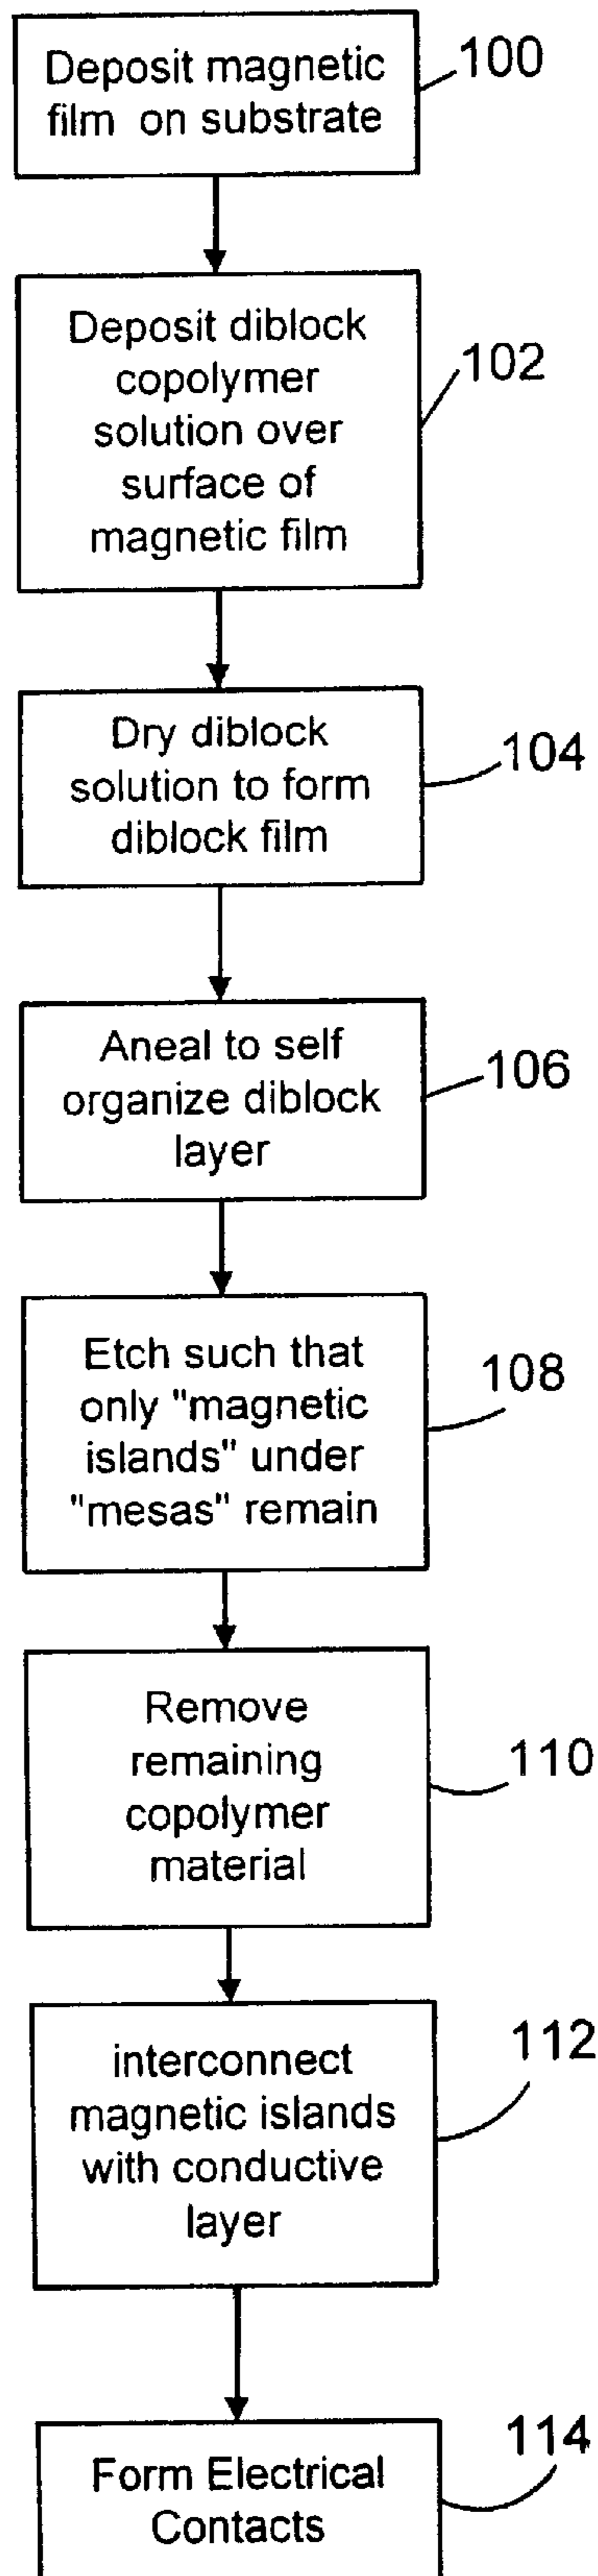 Deposit magnetic
film on substrate
100
Deposit diblock
copolymer
solution over
surface of
magnetic film
102
Dry diblock
solution to form
diblock film
104
Aneal to self
organize diblock
layer
106
Etch such that
only "magnetic
islands" under
"mesas" remain
108
Remove
remaining
copolymer
material
110
interconnect
magnetic islands
with conductive
layer
112
Form Electrical
Contacts
114